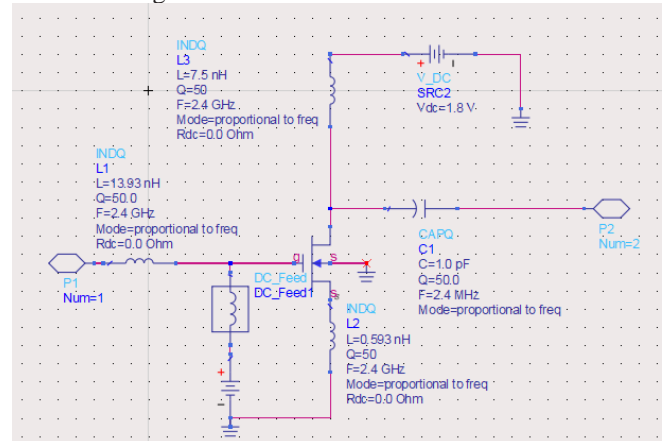 INDQ
L3
L=7.5 nH
Q=50
F=2.4 GHz
Mode=proportional to freq
Rdc=0.0 Ohm
+
-
V_DC
SRC2
Vdc=1.8 V
INDQ
L1
L=13.93 nH
Q=50.0
F=2.4 GHz
Mode=proportional to freq
Rdc=0.0 Ohm
P1
Num=1
g
s
DC_Feed
DC_Feed1
CAPQ
C1
C=1.0 pF
Q=50.0
F=2.4 MHz
Mode=proportional to freq
P2
Num=2
INDQ
L2
L=0.593 nH
Q=50
F=2.4 GHz
Mode=proportional to freq
Rdc=0.0 Ohm
+
-